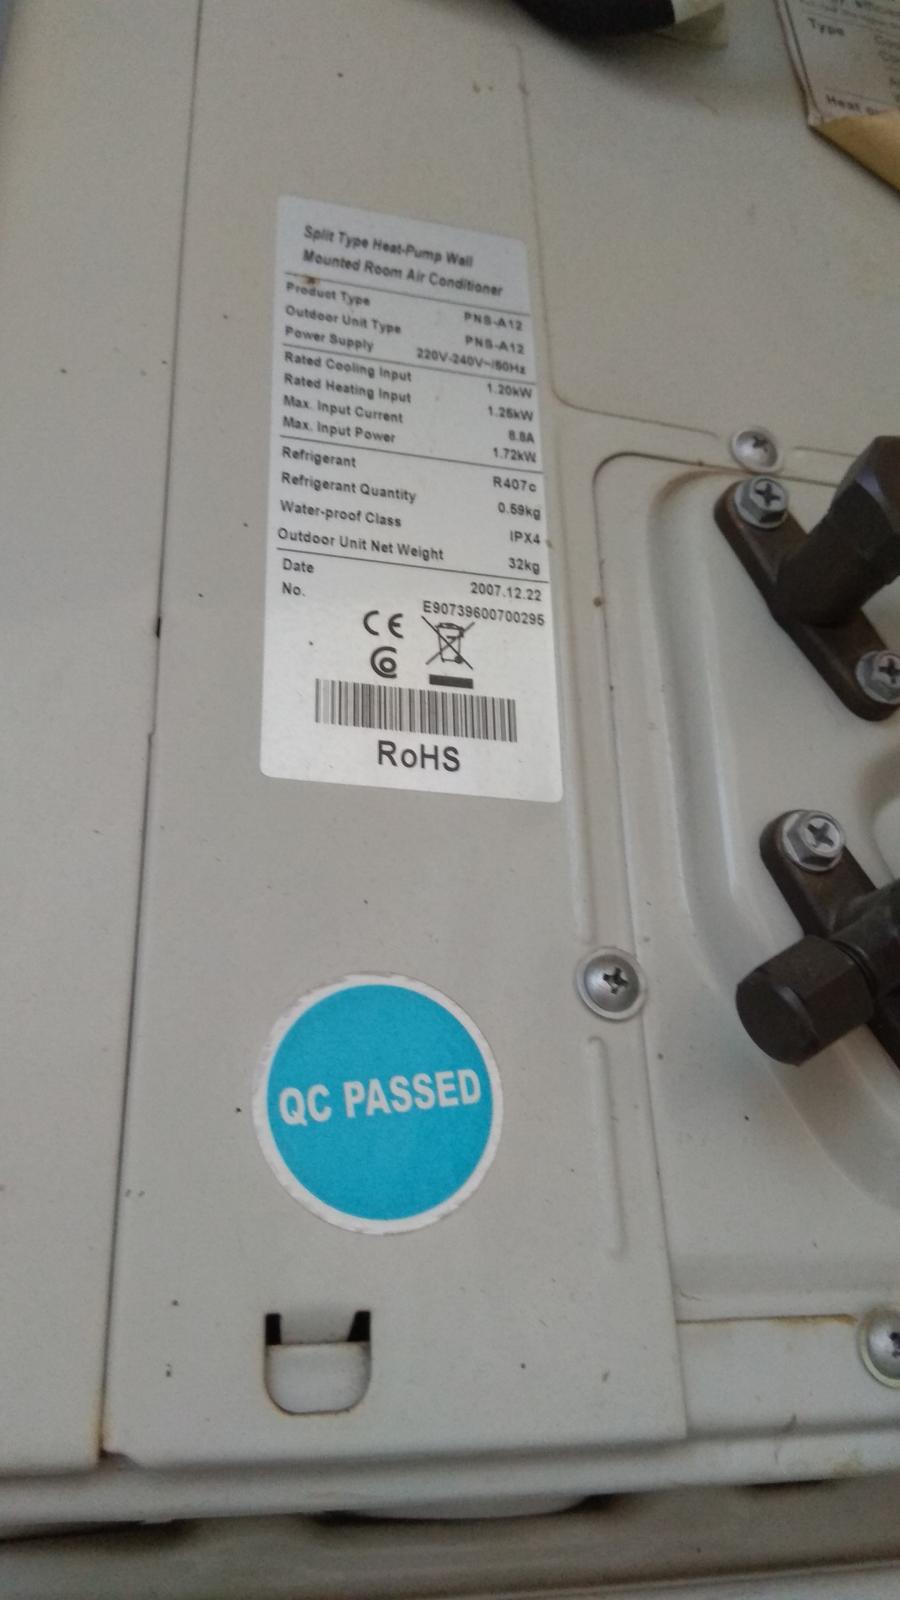 Type
Heat
Split Type Heat-Pump Wall
Mounted Room Air Conditioner
Product Type PNS-A12
Outdoor Unit Type PNS-A12
Power Supply 220V-240V~/50Hz
Rated Cooling Input 1.20kW
Rated Heating Input 1.25kW
Max. Input Current 8.8A
Max. Input Power 1.72kW
Refrigerant R407c
Refrigerant Quantity 0.59kg
Water-proof Class IPX4
Outdoor Unit Net Weight 32kg
Date 2007.12.22
No. E90739600700295
CE
RoHS
QC PASSED